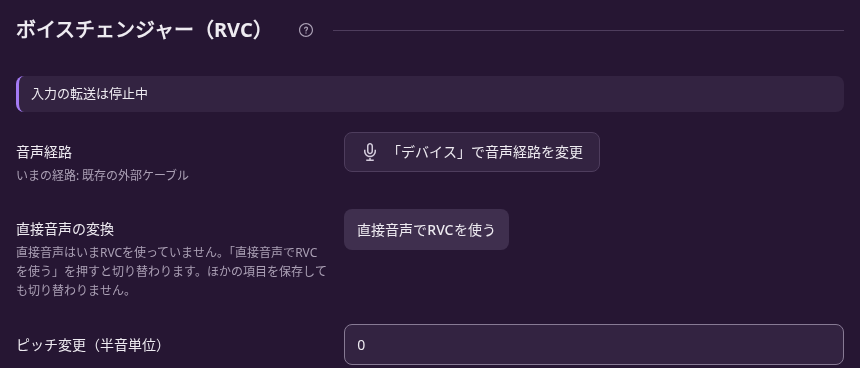 ボイスチェンジャー（RVC）
入力の転送は停止中
音声経路
「デバイス」で音声経路を変更
いまの経路: 既存の外部ケーブル
直接音声の変換
直接音声でRVCを使う
直接音声はいまRVCを使っていません。「直接音声でRVC
を使う」を押すと切り替わります。ほかの項目を保存して
も切り替わりません。
ピッチ変更（半音単位）
0